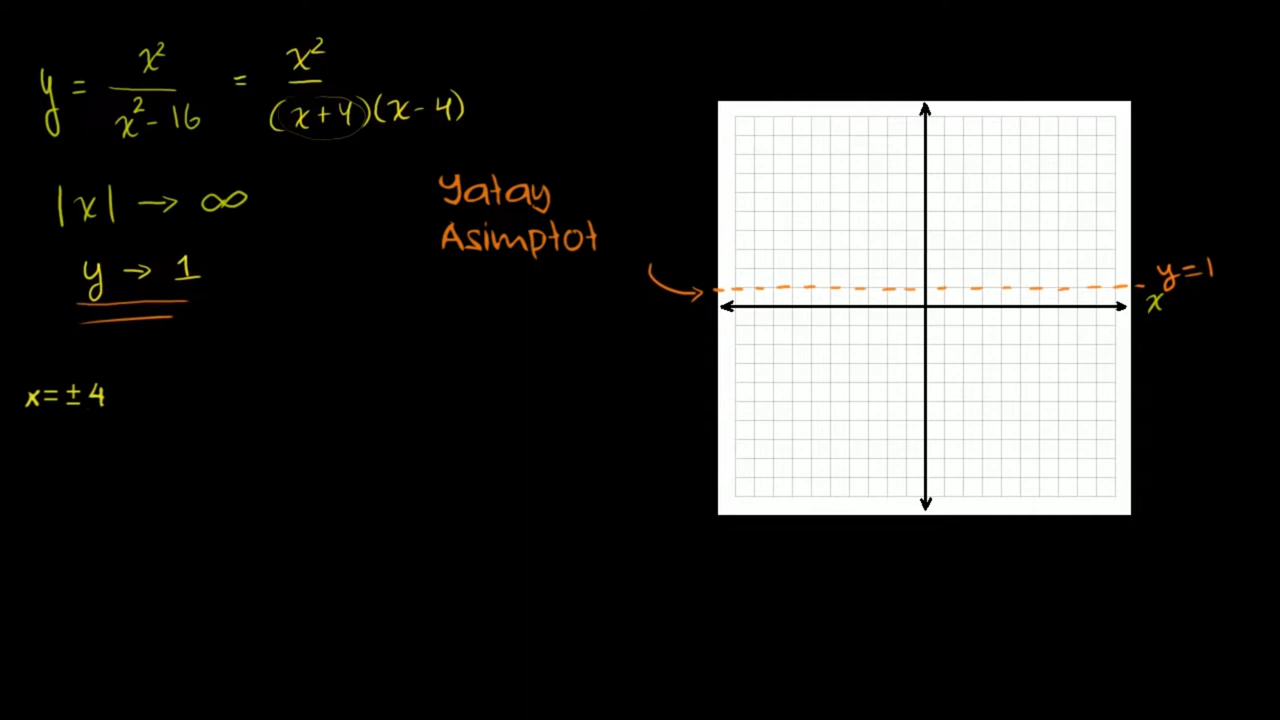 y = x²/(x² - 16) = x²/((x+4)(x-4))
|x| → ∞
y → 1
x = ± 4
Yatay
Asimptot
y = 1
x